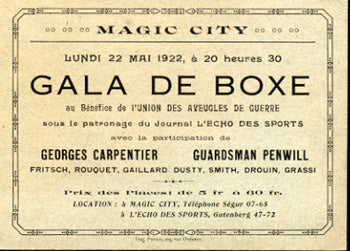 MAGIC CITY
LUNDI 22 MAI 1922, à 20 heures 30
GALA DE BOXE
au Bénéfice de l'UNION DES AVEUGLES DE GUERRE
sous le patronage du Journal L'ECHO DES SPORTS
avec la participation de
GEORGES CARPENTIER GUARDSMAN PENWILL
FRITSCH, ROUQUET, GAILLARD DUSTY, SMITH, DROUIN, GRASSI
Prix des Places: de 5 fr à 60 fr.
LOCATION: à MAGIC CITY, Téléphone Ségur 07-68
à L'ECHO DES SPORTS, Gutenberg 47-72
Imp.